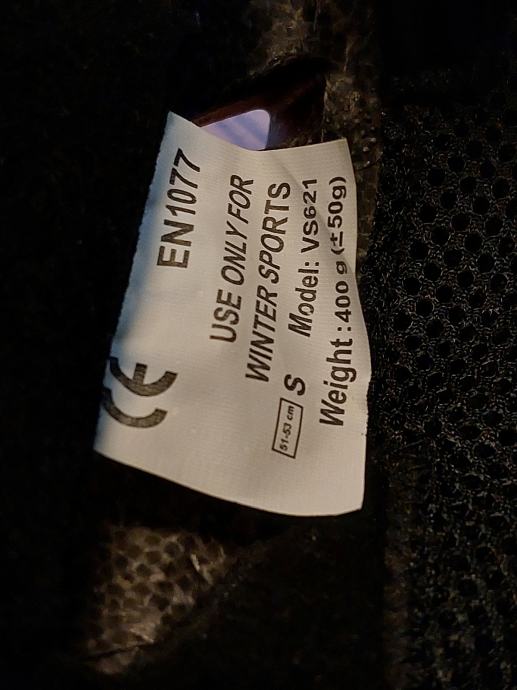 CE EN1077
USE ONLY FOR
WINTER SPORTS
51-53 cm S Model: VS621
Weight : 400 g (±50g)